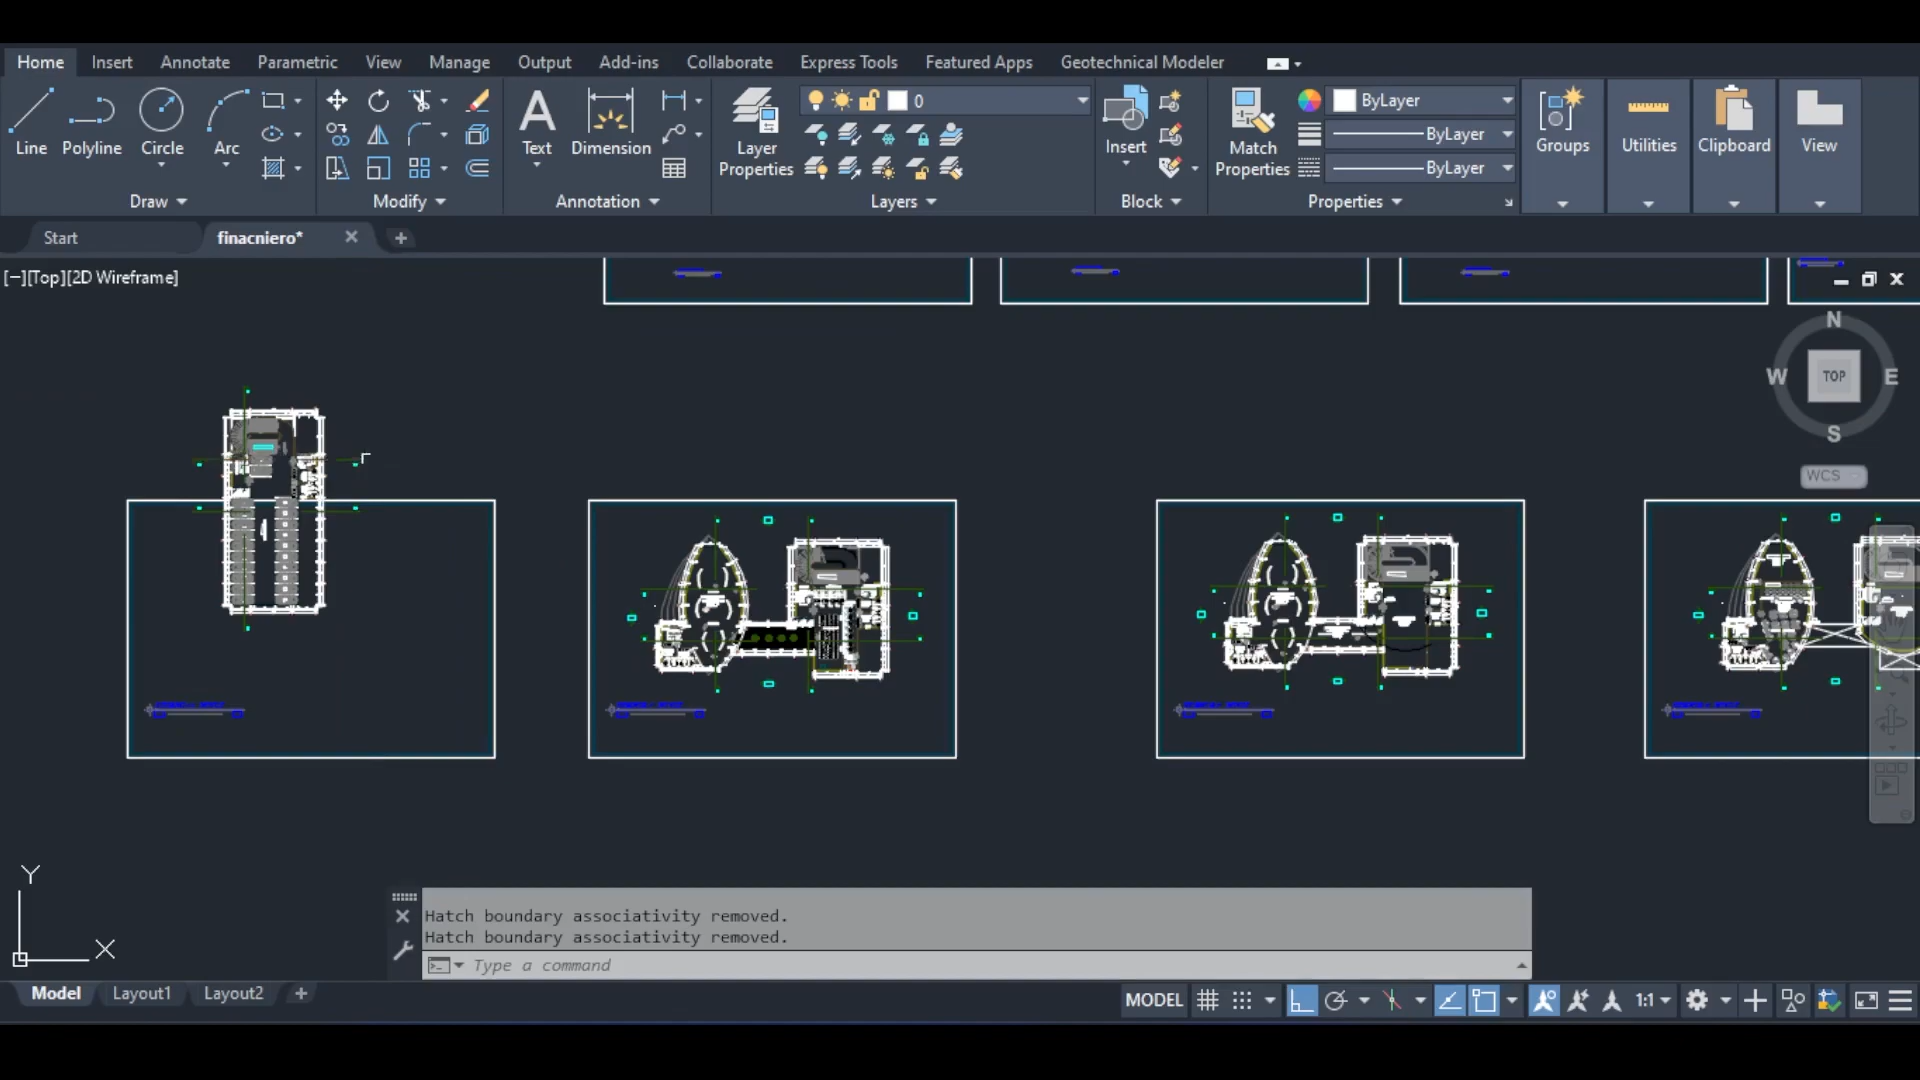 Home Insert Annotate Parametric View Manage Output Add-ins Collaborate Express Tools Featured Apps Geotechnical Modeler
0
ByLayer
ByLayer
ByLayer
Line Polyline Circle Arc
Text Dimension
Layer Properties
Insert
Match Properties
Groups Utilities Clipboard View
Draw Modify Annotation Layers Block Properties
Start finacniero*
[−][Top][2D Wireframe]
N
W TOP E
S
WCS
Y
X
Hatch boundary associativity removed.
Hatch boundary associativity removed.
Type a command
Model Layout1 Layout2
MODEL 1:1